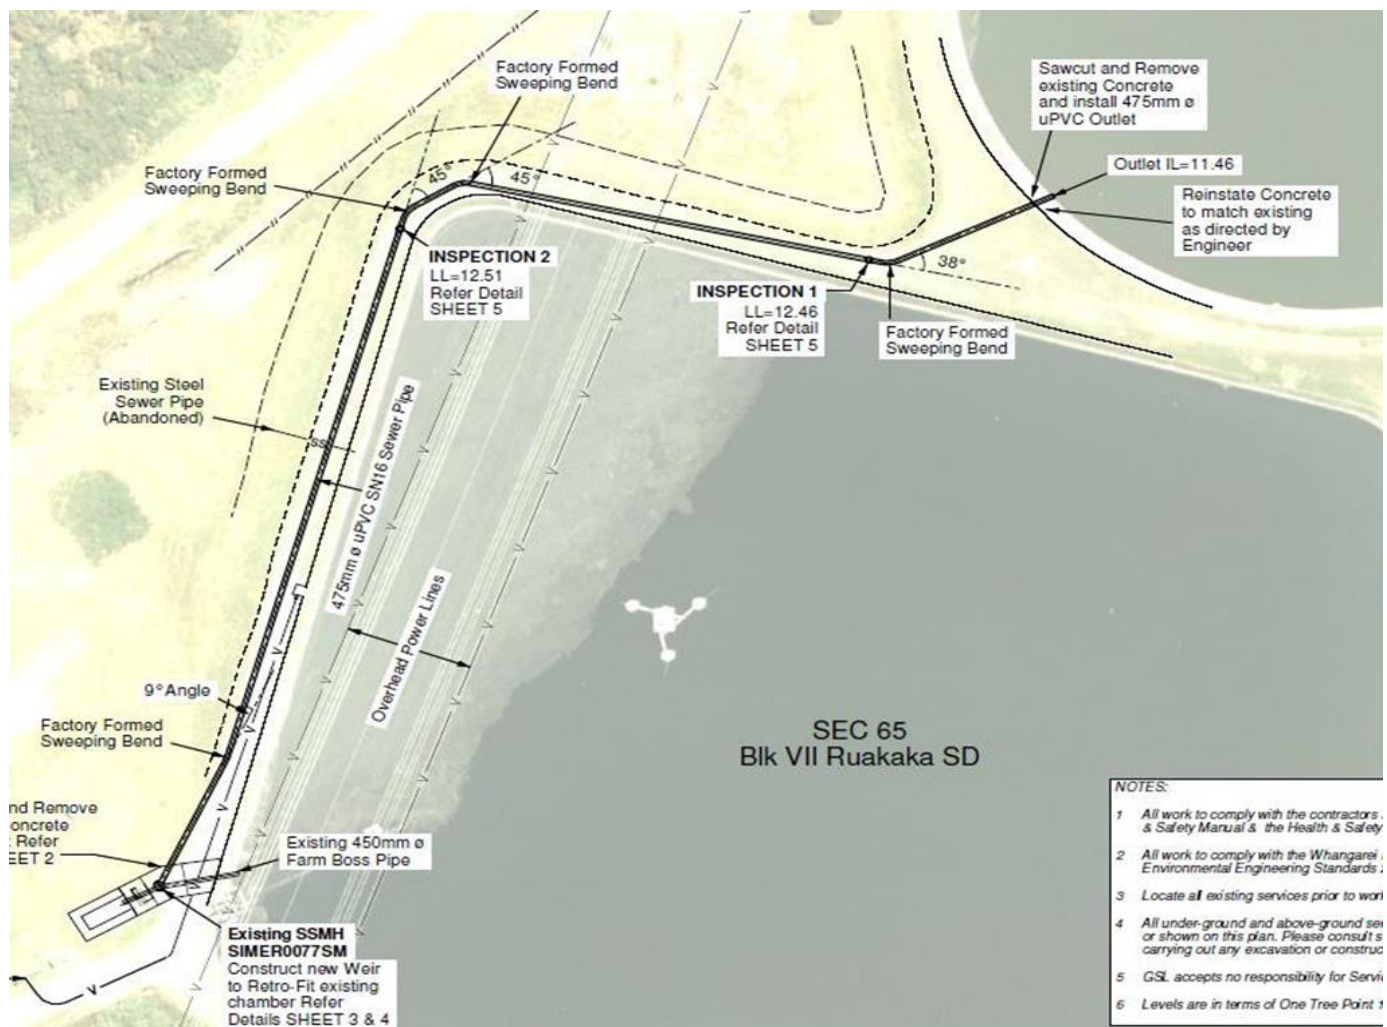 Factory Formed
Sweeping Bend
Sawcut and Remove
existing Concrete
and install 475mm ø
uPVC Outlet
Outlet IL=11.46
Reinstate Concrete
to match existing
as directed by
Engineer
Factory Formed
Sweeping Bend
45°
45°
38°
INSPECTION 2
LL=12.51
Refer Detail
SHEET 5
INSPECTION 1
LL=12.46
Refer Detail
SHEET 5
Factory Formed
Sweeping Bend
Existing Steel
Sewer Pipe
(Abandoned)
SS
475mm ø uPVC SN16 Sewer Pipe
Overhead Power Lines
9° Angle
Factory Formed
Sweeping Bend
SEC 65
Blk VII Ruakaka SD
nd Remove
oncrete
Refer
EET 2
Existing 450mm ø
Farm Boss Pipe
Existing SSMH
SIMER0077SM
Construct new Weir
to Retro-Fit existing
chamber Refer
Details SHEET 3 & 4
NOTES:
1 All work to comply with the contractors
& Safety Manual & the Health & Safety
2 All work to comply with the Whangarei
Environmental Engineering Standards
3 Locate all existing services prior to work
4 All under-ground and above-ground ser
or shown on this plan. Please consult s
carrying out any excavation or construc
5 GSL accepts no responsibility for Servi
6 Levels are in terms of One Tree Point